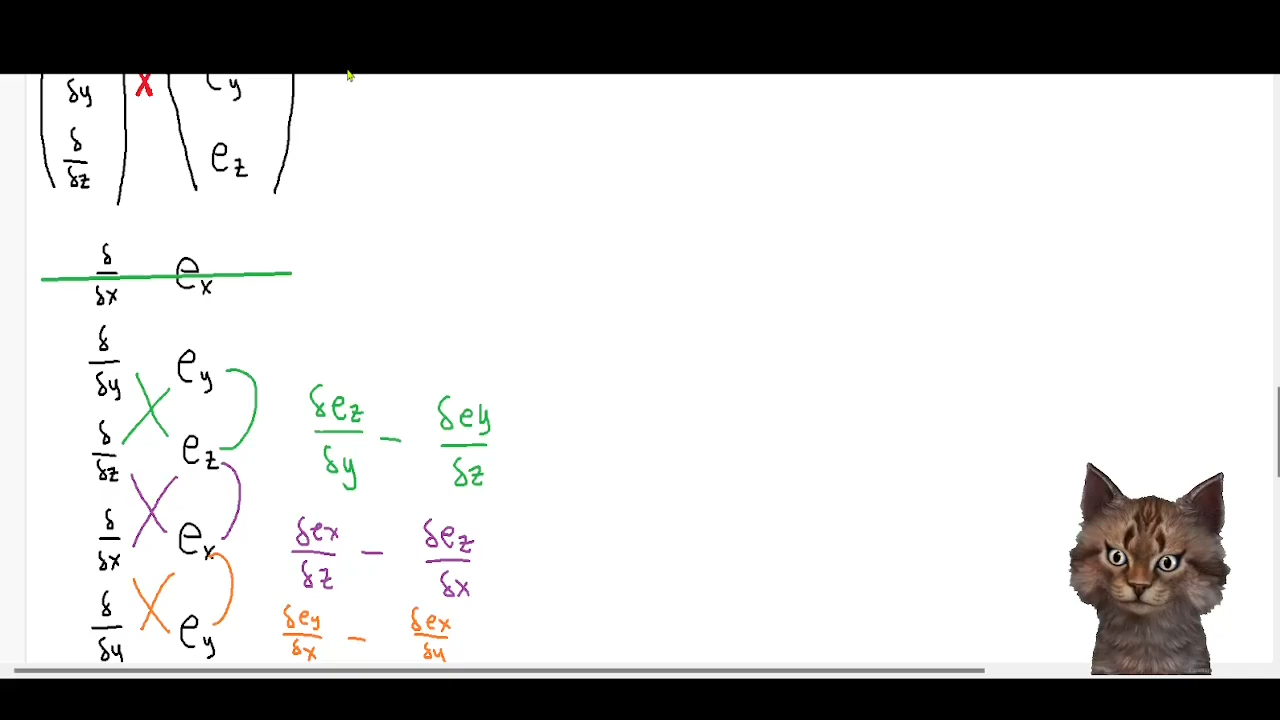 δy × e_y
δ/δz e_z
δ/δx e_x
δ/δy e_y
δ/δz e_z δe_z/δy − δe_y/δz
δ/δx e_x δe_x/δz − δe_z/δx
δ/δy e_y δe_y/δx − δe_x/δy